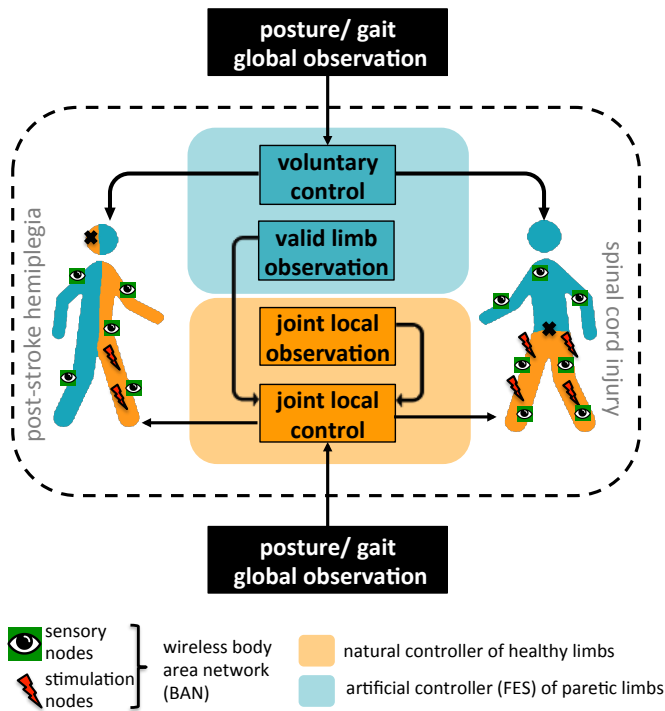 posture/ gait
global observation
voluntary
control
valid limb
observation
joint local
observation
joint local
control
post-stroke hemiplegia
spinal cord injury
posture/ gait
global observation
sensory
nodes
stimulation
nodes
wireless body
area network
(BAN)
natural controller of healthy limbs
artificial controller (FES) of paretic limbs